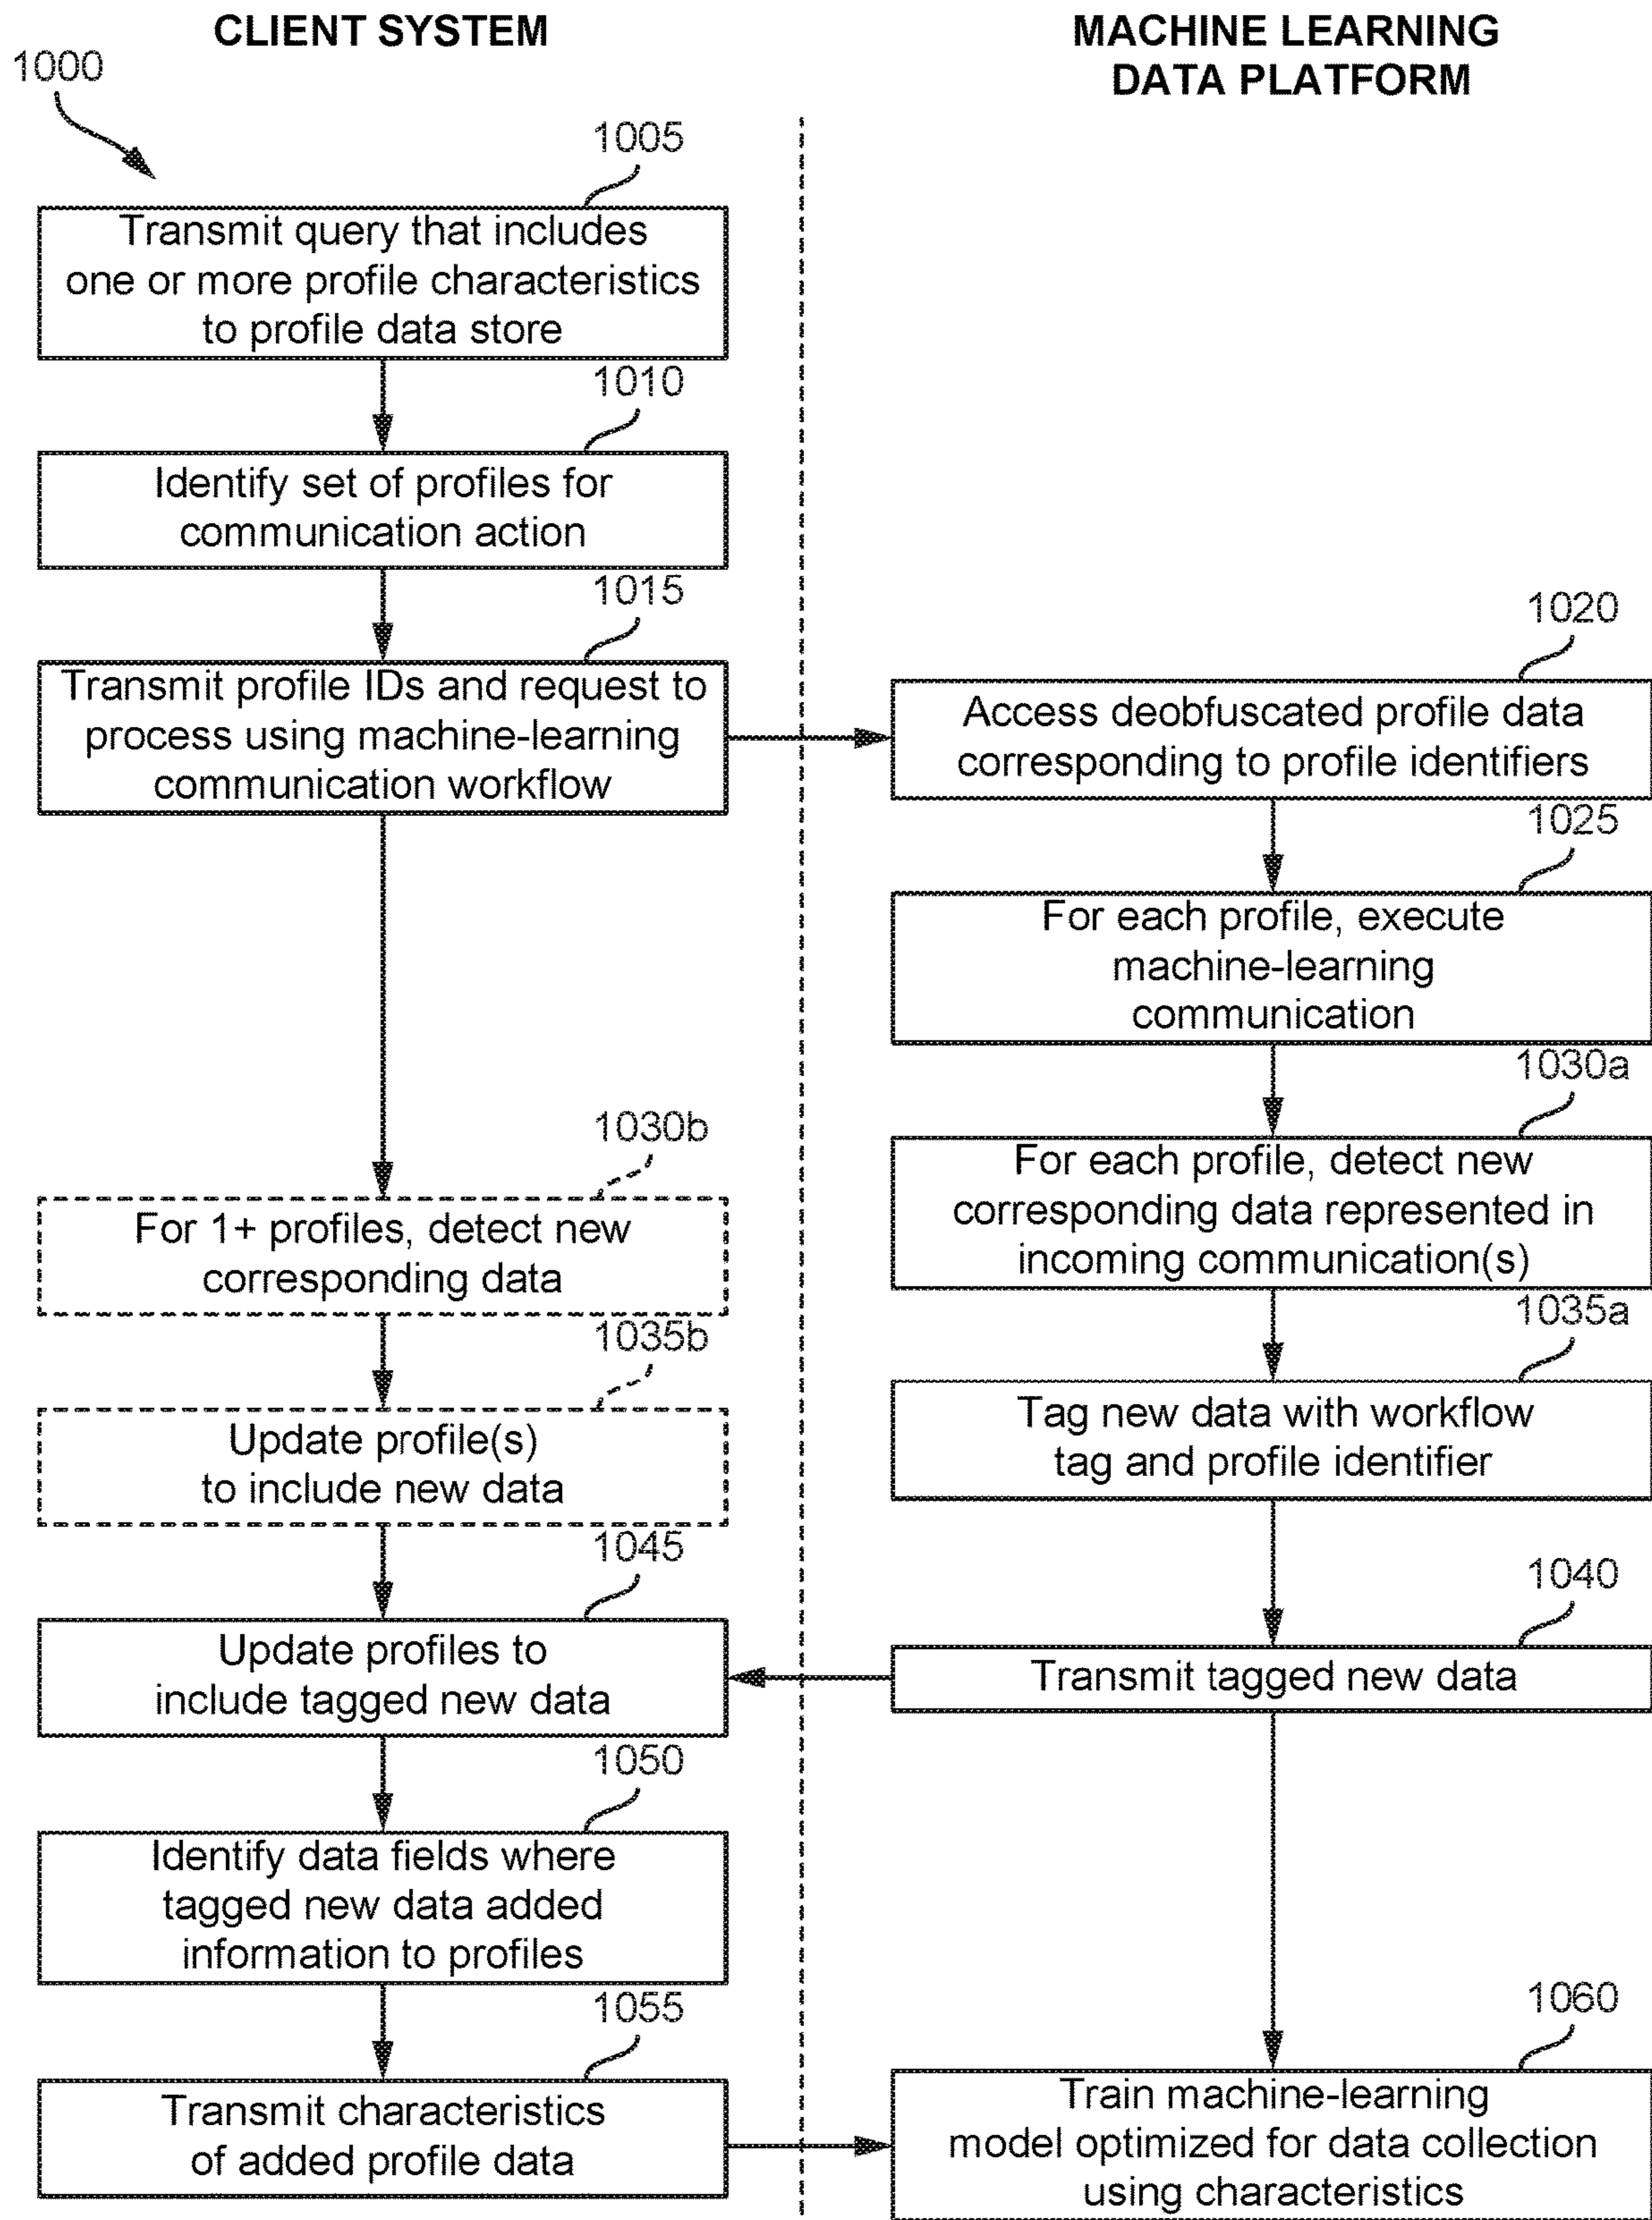 CLIENT SYSTEM
MACHINE LEARNING
DATA PLATFORM
1000
1005
Transmit query that includes
one or more profile characteristics
to profile data store
1010
Identify set of profiles for
communication action
1015
Transmit profile IDs and request to
process using machine-learning
communication workflow
1020
Access deobfuscated profile data
corresponding to profile identifiers
1025
For each profile, execute
machine-learning
communication
1030a
For each profile, detect new
corresponding data represented in
incoming communication(s)
1030b
For 1+ profiles, detect new
corresponding data
1035a
Tag new data with workflow
tag and profile identifier
1035b
Update profile(s)
to include new data
1040
Transmit tagged new data
1045
Update profiles to
include tagged new data
1050
Identify data fields where
tagged new data added
information to profiles
1055
Transmit characteristics
of added profile data
1060
Train machine-learning
model optimized for data collection
using characteristics